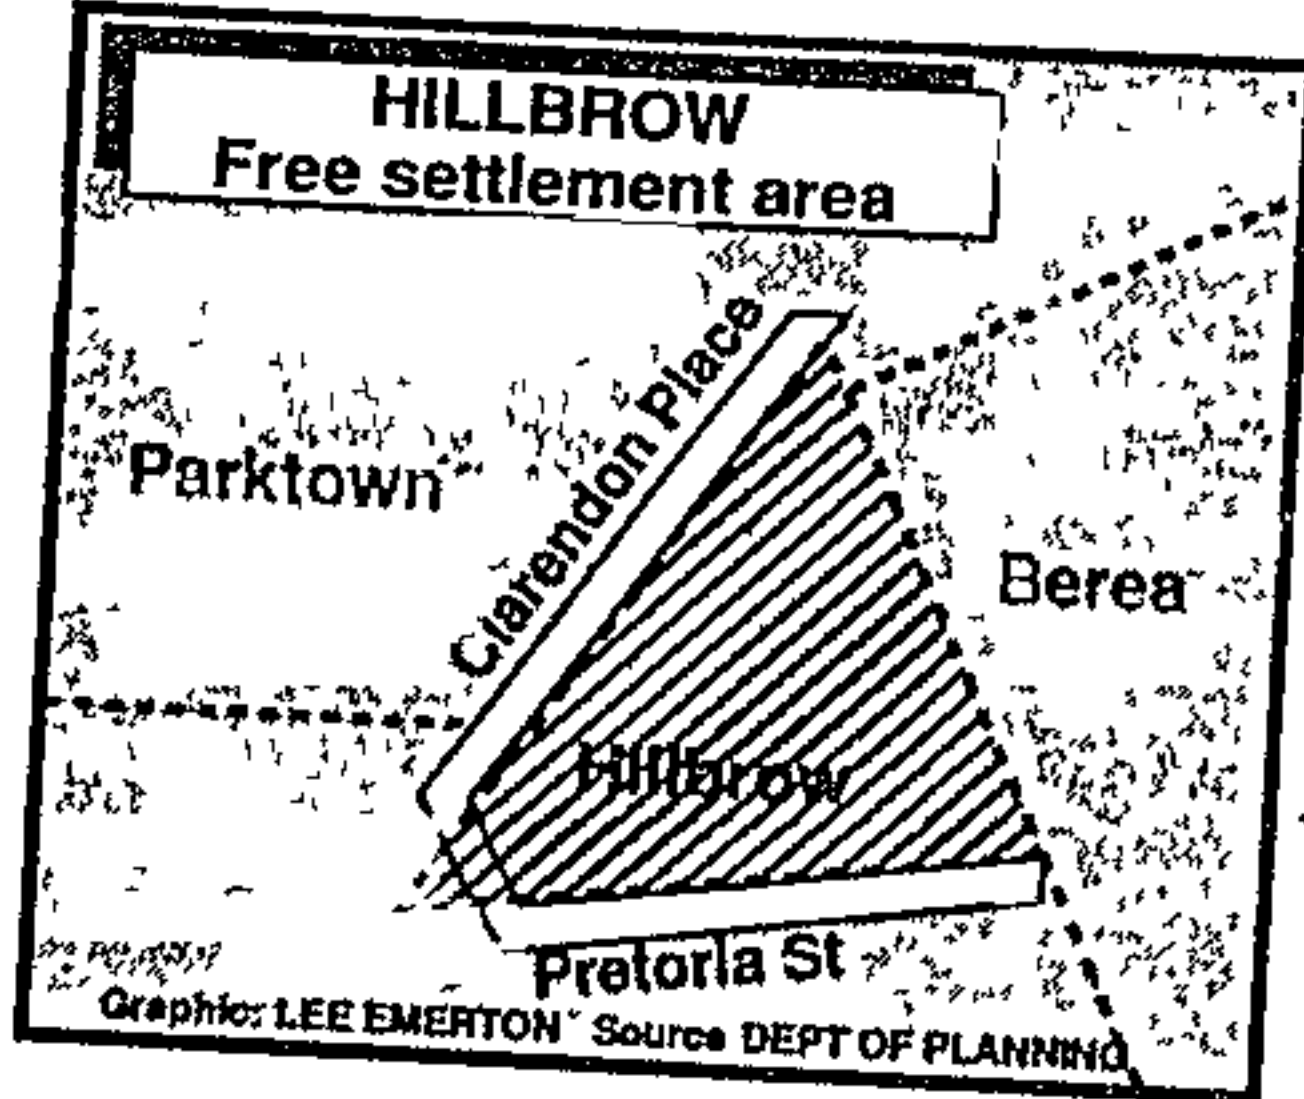 HILLBROW
Free settlement area
Clarendon Place
Parktown
Berea
Hillbrow
Pretoria St
Graphic: LEE EMERTON Source DEPT OF PLANNING